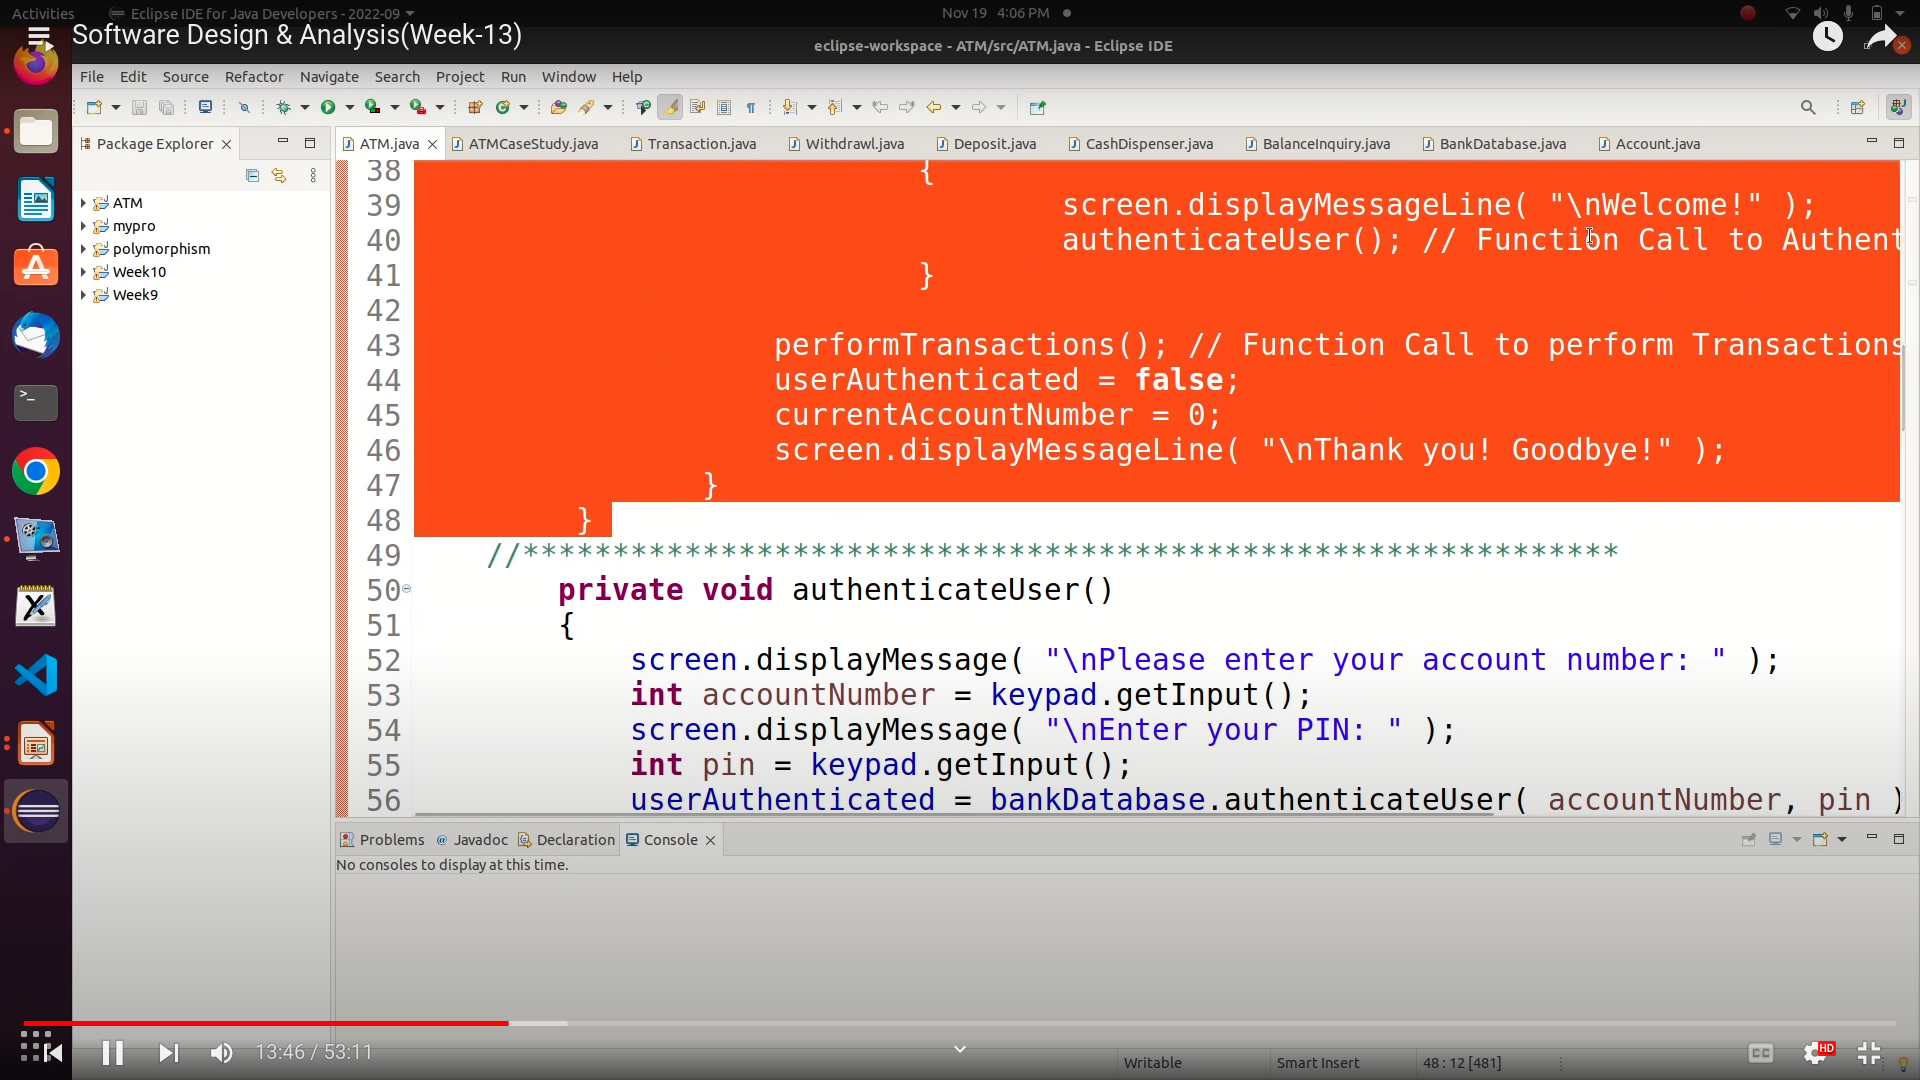 Activities
Eclipse IDE for Java Developers - 2022-09
Nov 19 4:06 PM
Software Design & Analysis(Week-13)
eclipse-workspace - ATM/src/ATM.java - Eclipse IDE
File Edit Source Refactor Navigate Search Project Run Window Help
Package Explorer
ATM.java ATMCaseStudy.java Transaction.java Withdrawl.java Deposit.java CashDispenser.java BalanceInquiry.java BankDatabase.java Account.java
ATM
mypro
polymorphism
Week10
Week9
38 {
39 screen.displayMessageLine( "\nWelcome!" );
40 authenticateUser(); // Function Call to Authent
41 }
42
43 performTransactions(); // Function Call to perform Transactions
44 userAuthenticated = false;
45 currentAccountNumber = 0;
46 screen.displayMessageLine( "\nThank you! Goodbye!" );
47 }
48 }
49 //*************************************************************
50 private void authenticateUser()
51 {
52 screen.displayMessage( "\nPlease enter your account number: " );
53 int accountNumber = keypad.getInput();
54 screen.displayMessage( "\nEnter your PIN: " );
55 int pin = keypad.getInput();
56 userAuthenticated = bankDatabase.authenticateUser( accountNumber, pin )
Problems Javadoc Declaration Console
No consoles to display at this time.
13:46 / 53:11
CC
HD
Writable Smart Insert 48 : 12 [481]